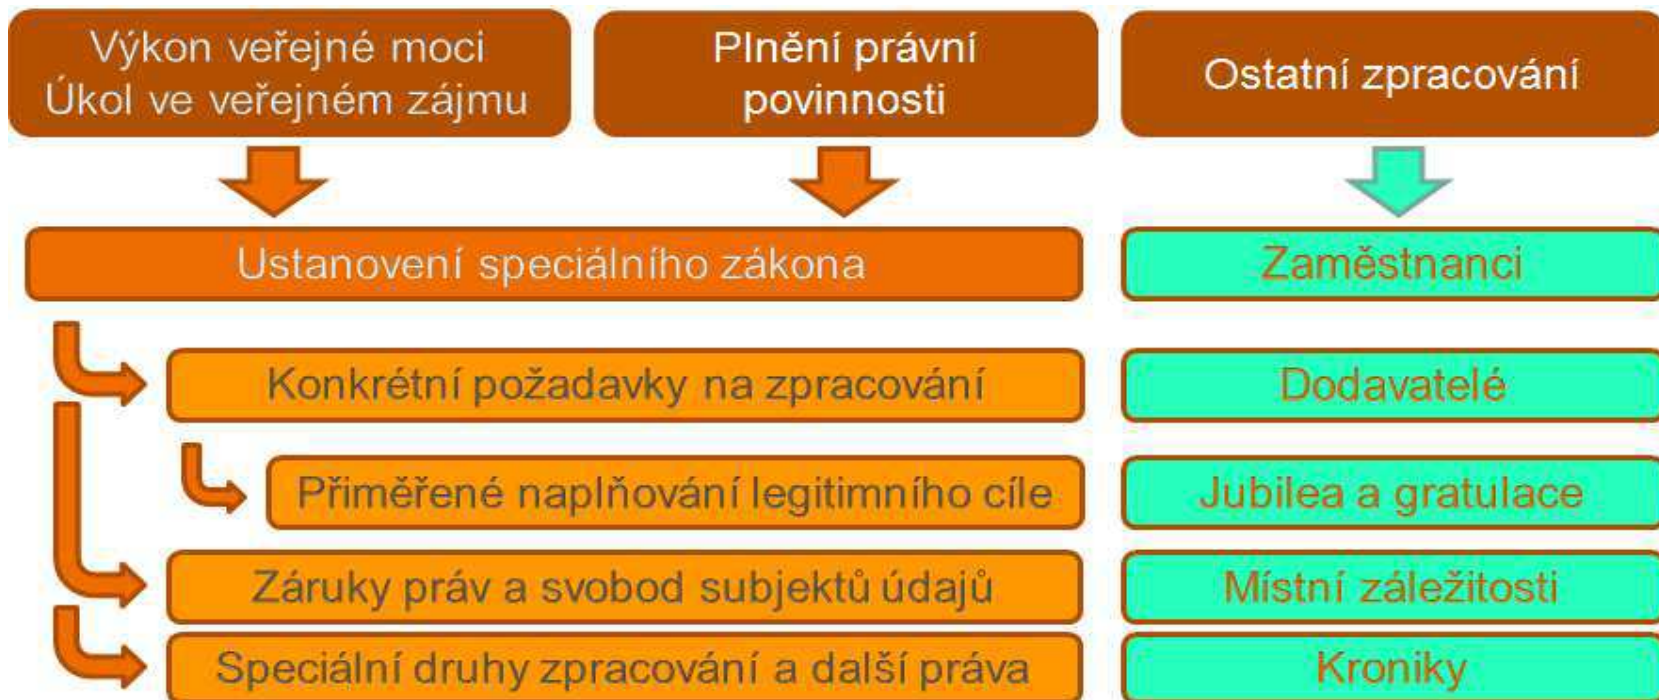 Výkon veřejné moci
Úkol ve veřejném zájmu
Plnění právní
povinnosti
Ostatní zpracování
Ustanovení speciálního zákona
Zaměstnanci
Konkrétní požadavky na zpracování
Dodavatelé
Přiměřené naplňování legitimního cíle
Jubilea a gratulace
Záruky práv a svobod subjektů údajů
Místní záležitosti
Speciální druhy zpracování a další práva
Kroniky